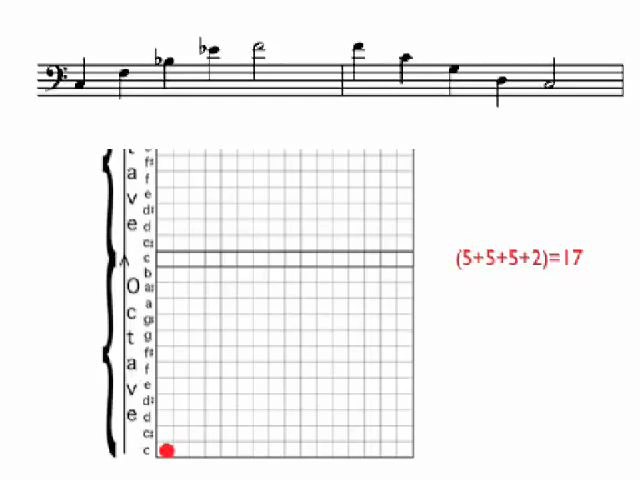 t
a
v
e
O
c
t
a
v
e
f♯
f
e
d♯
d
c♯
c
b
a♯
a
g♯
g
f♯
f
e
d♯
d
c♯
c
(5+5+5+2)=17